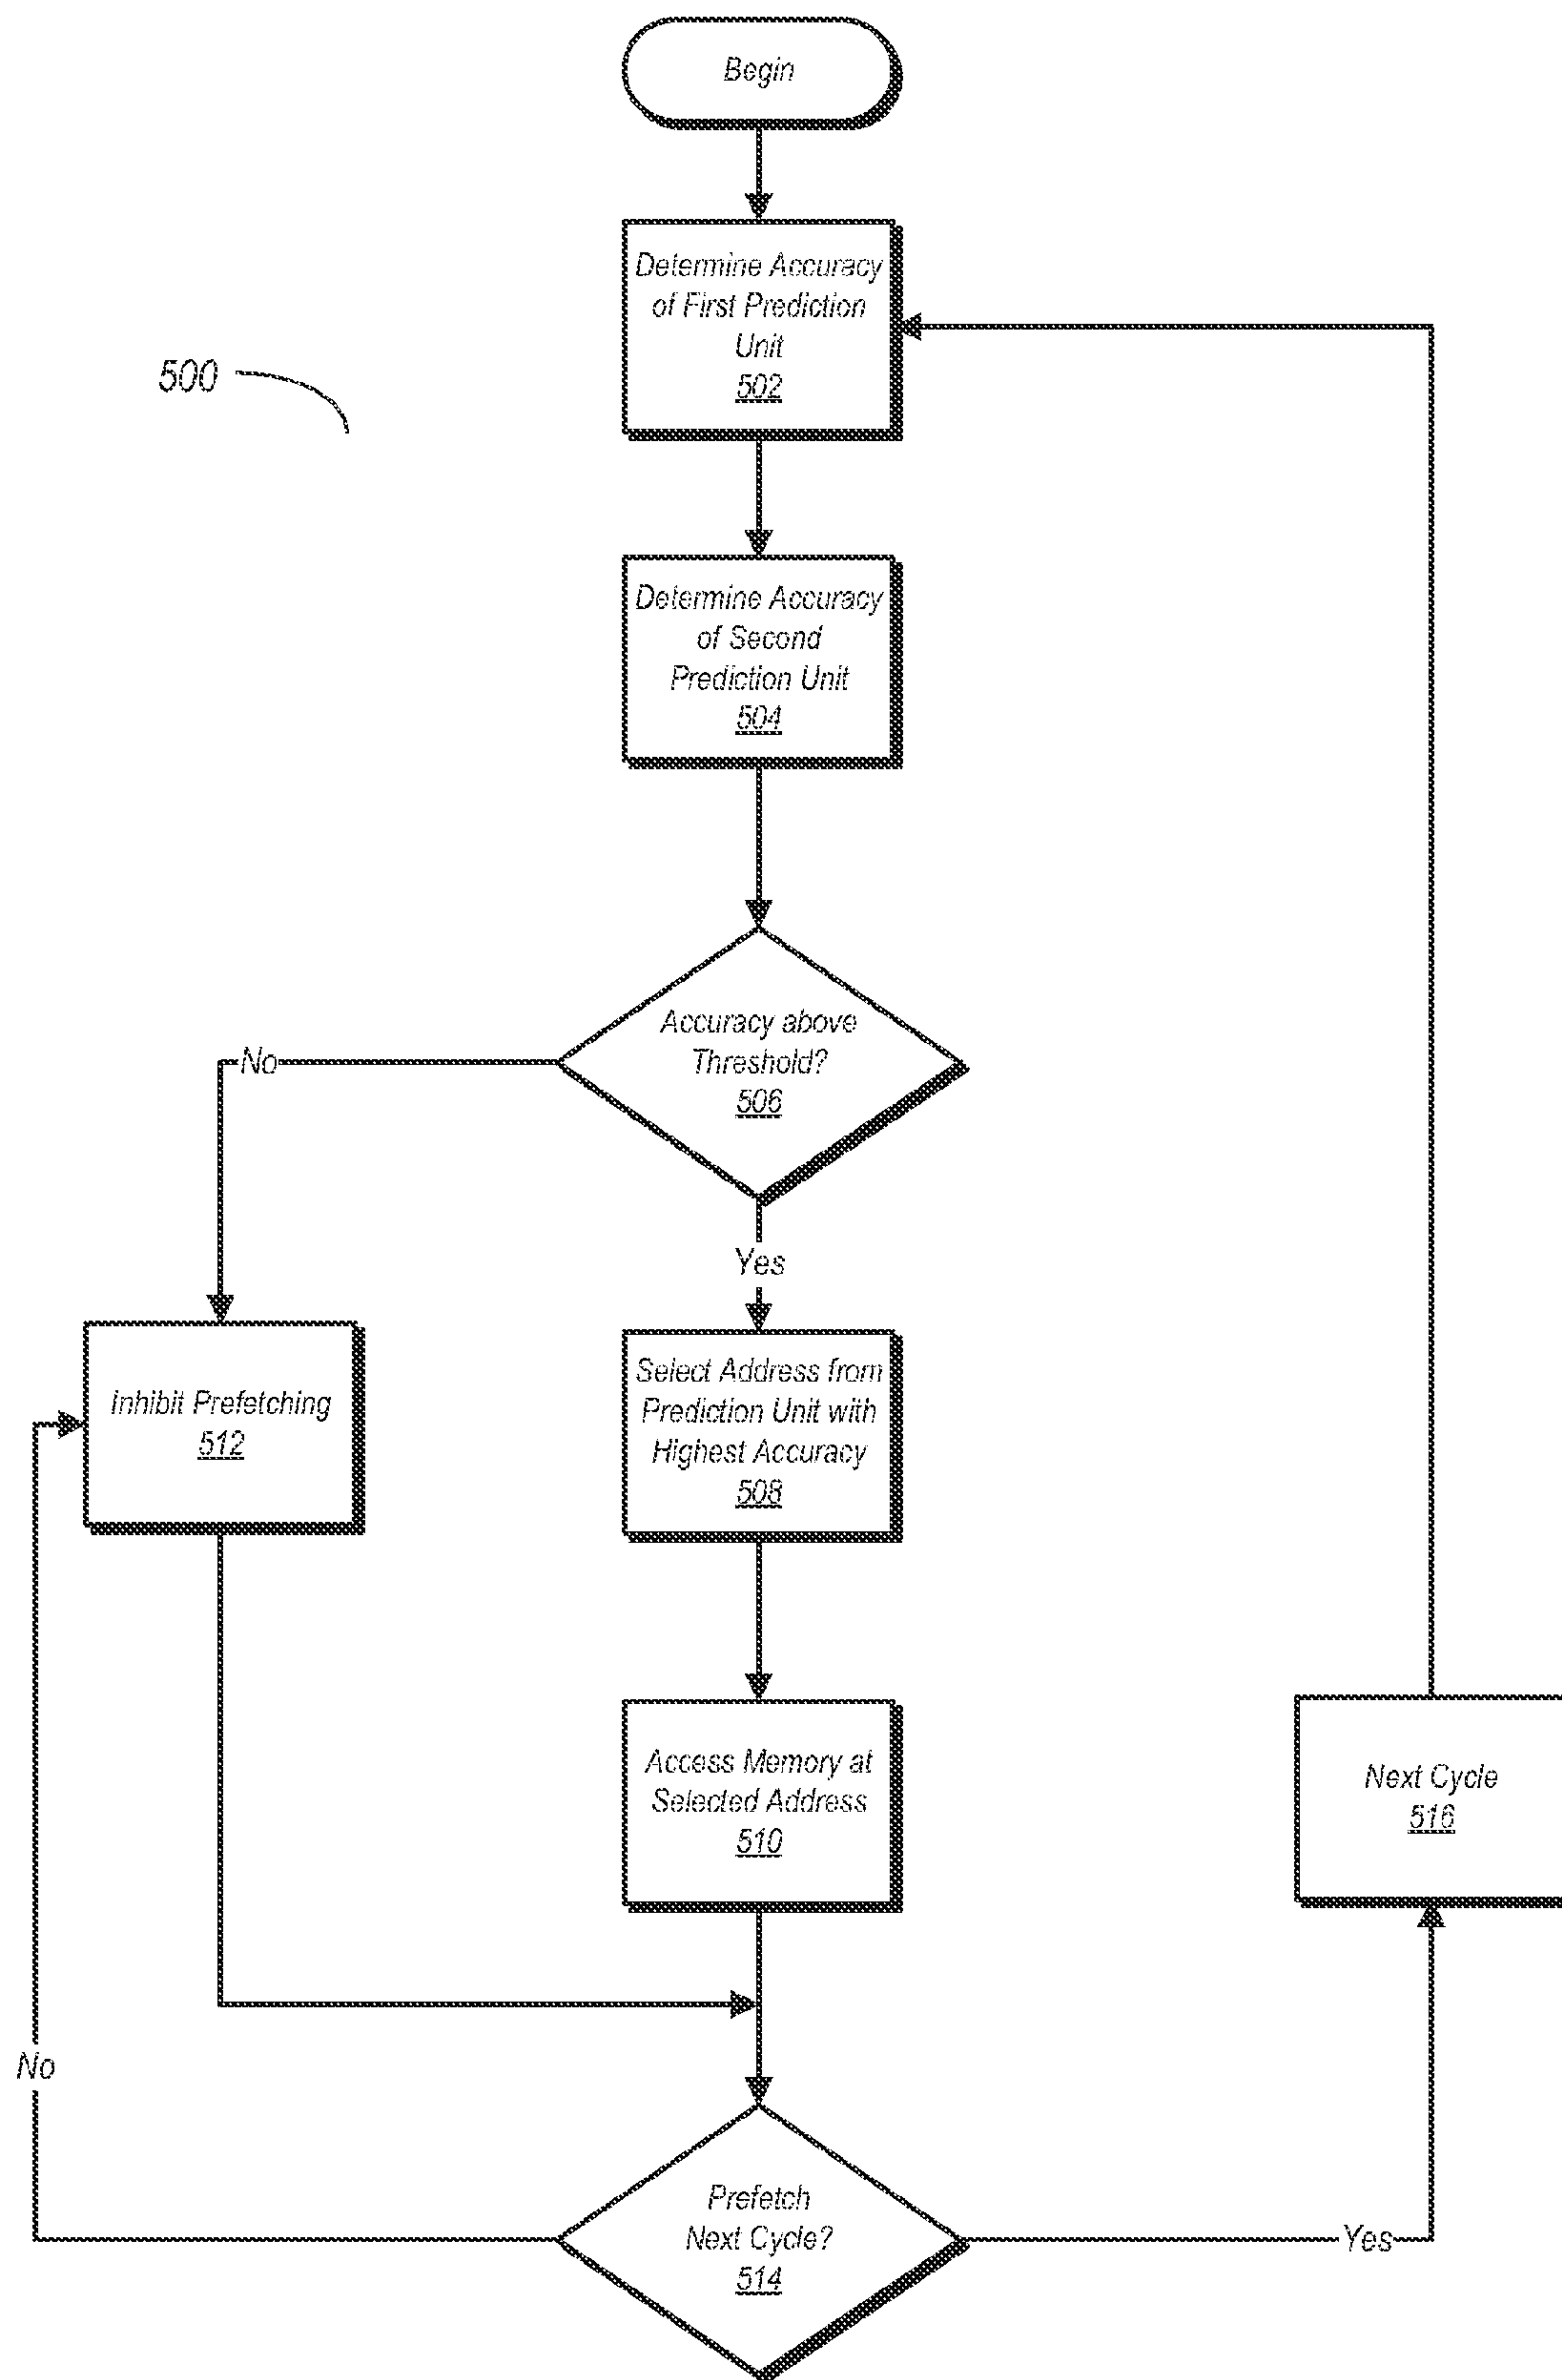 Begin
Determine Accuracy
of First Prediction
Unit
502
500
Determine Accuracy
of Second
Prediction Unit
504
Accuracy above
Threshold?
506
No
Yes
Inhibit Prefetching
512
Select Address from
Prediction Unit with
Highest Accuracy
508
Access Memory at
Selected Address
510
Next Cycle
516
No
Prefetch
Next Cycle?
514
Yes